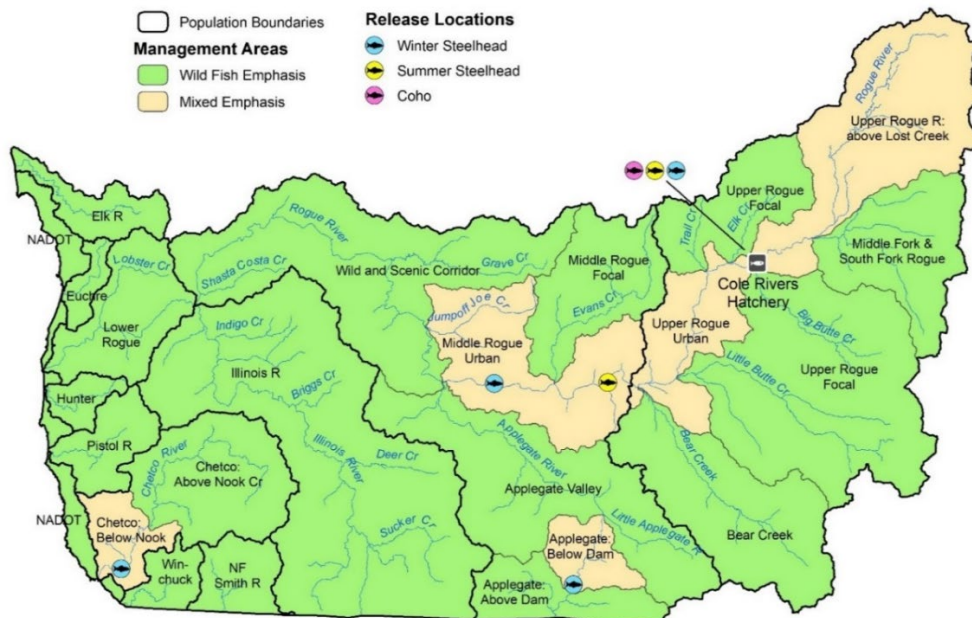 Population Boundaries
Management Areas
Wild Fish Emphasis
Mixed Emphasis
Release Locations
Winter Steelhead
Summer Steelhead
Coho
Rogue River
Upper Rogue R:
above Lost Creek
Elk R
NADOT
Lobster Cr
Euchre
Rogue River
Shasta Costa Cr
Wild and Scenic Corridor
Grave Cr
Middle Rogue
Focal
Evans Cr
Trail Cr
Elk Cr
Upper Rogue
Focal
Middle Fork &
South Fork Rogue
Cole Rivers
Hatchery
Big Butte Cr
Lower
Rogue
Indigo Cr
Illinois R
Briggs Cr
Jumpoff Joe Cr
Middle Rogue
Urban
Upper Rogue
Urban
Little Butte Cr
Upper Rogue
Focal
Hunter
Pistol R
Chetco River
Chetco:
Above Nook Cr
Illinois River
Deer Cr
Applegate River
Applegate Valley
Bear Creek
Bear Creek
NADOT
Chetco:
Below Nook
Sucker Cr
Little Applegate R
Applegate:
Below Dam
Win-
chuck
NF
Smith R
Applegate:
Above Dam